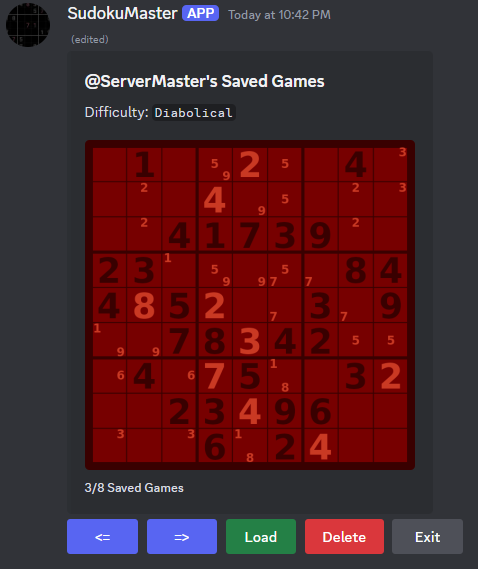 SudokuMaster APP Today at 10:42 PM
(edited)
@ServerMaster's Saved Games
Difficulty: Diabolical
1 5 9 2 5 4 3
2 4 9 5 2 3
2 4 1 7 3 9 2
2 3 1 5 9 9 7 5 7 8 4
4 8 5 2 7 3 7 9
1 9 9 7 8 3 4 2 5 5
6 4 6 7 5 1 8 3 2
2 3 4 9 6
3 3 6 1 8 2 4
3/8 Saved Games
<= => Load Delete Exit